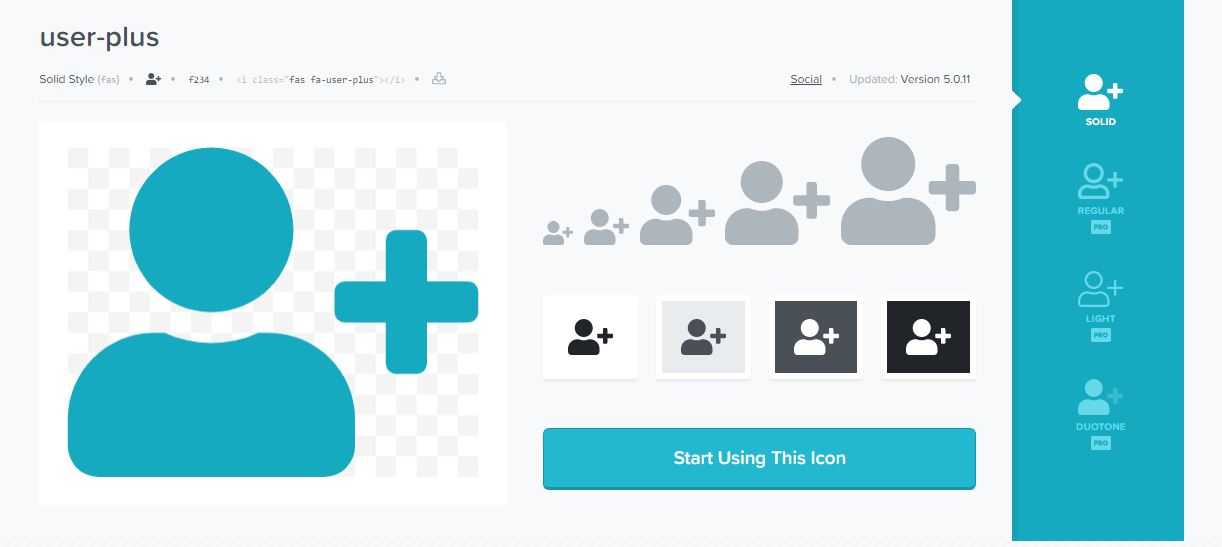 user-plus
Solid Style (fas) • • f234 • <i class="fas fa-user-plus"></i> •
Social • Updated: Version 5.0.11
SOLID
REGULAR
PRO
LIGHT
PRO
DUOTONE
PRO
Start Using This Icon